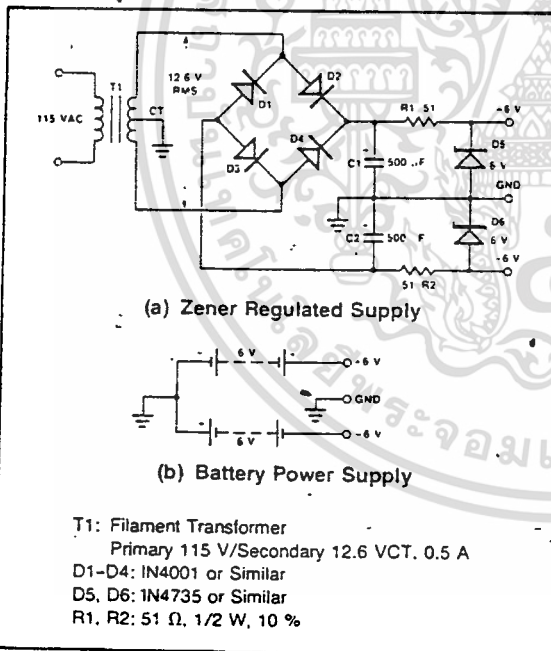 12.6 V
RMS
T1
CT
115 VAC
D1
D2
D3
D4
R1 51
-6 V
D5
6 V
C1
500 µF
GND
D6
6 V
C2
500 F
-6 V
51 R2
(a) Zener Regulated Supply
6 V
-6 V
GND
6 V
-6 V
(b) Battery Power Supply
T1: Filament Transformer
Primary 115 V/Secondary 12.6 VCT. 0.5 A
D1-D4: IN4001 or Similar
D5, D6: 1N4735 or Similar
R1, R2: 51 Ω, 1/2 W, 10 %